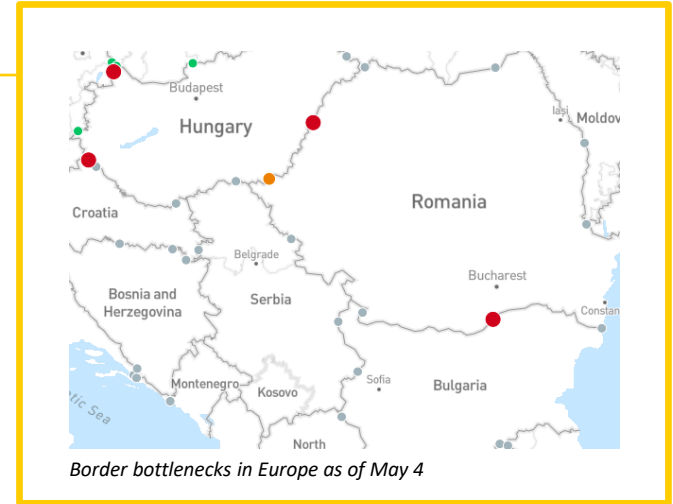 Budapest
Hungary
Iași
Moldov
Croatia
Romania
Belgrade
Bosnia and
Herzegovina
Serbia
Bucharest
Constan
Montenegro
Kosovo
Sofia
Bulgaria
tic Sea
North
Border bottlenecks in Europe as of May 4